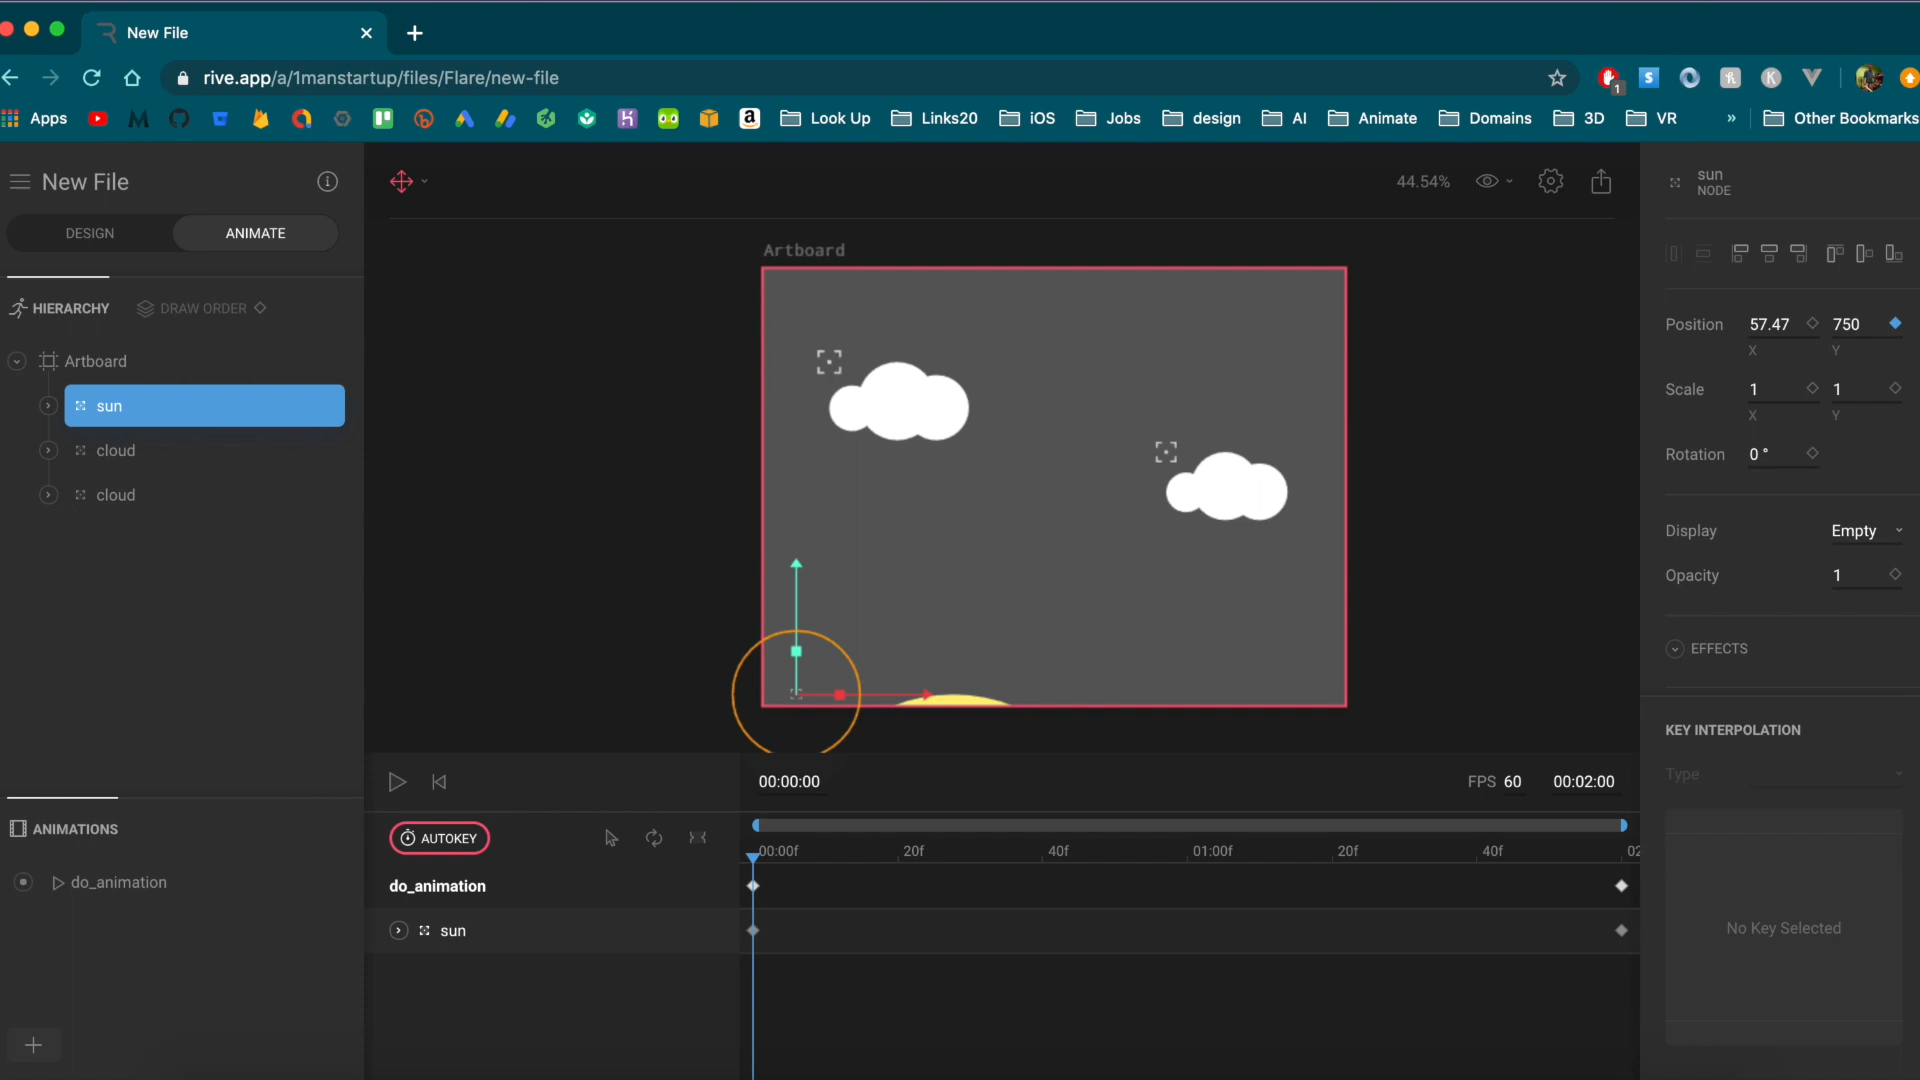 New File
rive.app/a/1manstartup/files/Flare/new-file
1
Apps
Look Up
Links20
iOS
Jobs
design
AI
Animate
Domains
3D
VR
»
Other Bookmarks
New File
DESIGN
ANIMATE
HIERARCHY
DRAW ORDER
Artboard
sun
cloud
cloud
ANIMATIONS
do_animation
44.54%
Artboard
00:00:00
FPS 60
00:02:00
AUTOKEY
00:00f 20f 40f 01:00f 20f 40f 02
do_animation
sun
sun
NODE
Position 57.47 750
X Y
Scale 1 1
X Y
Rotation 0 °
Display Empty
Opacity 1
EFFECTS
KEY INTERPOLATION
Type
No Key Selected